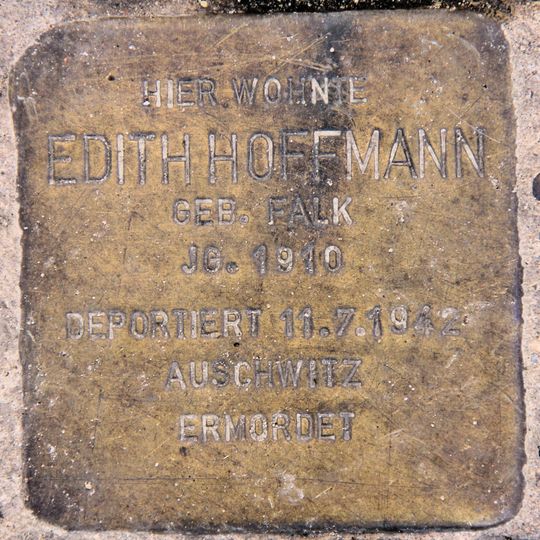 HIER WOHNTE
EDITH HOFFMANN
GEB. FALK
JG. 1910
DEPORTIERT 11.7.1942
AUSCHWITZ
ERMORDET